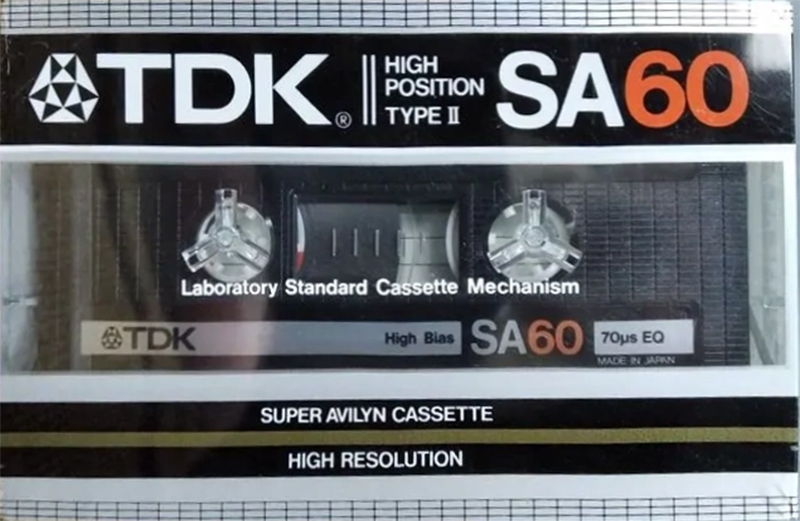 TDK® HIGH POSITION TYPE II SA60
Laboratory Standard Cassette Mechanism
TDK High Bias SA60 70µs EQ
MADE IN JAPAN
SUPER AVILYN CASSETTE
HIGH RESOLUTION